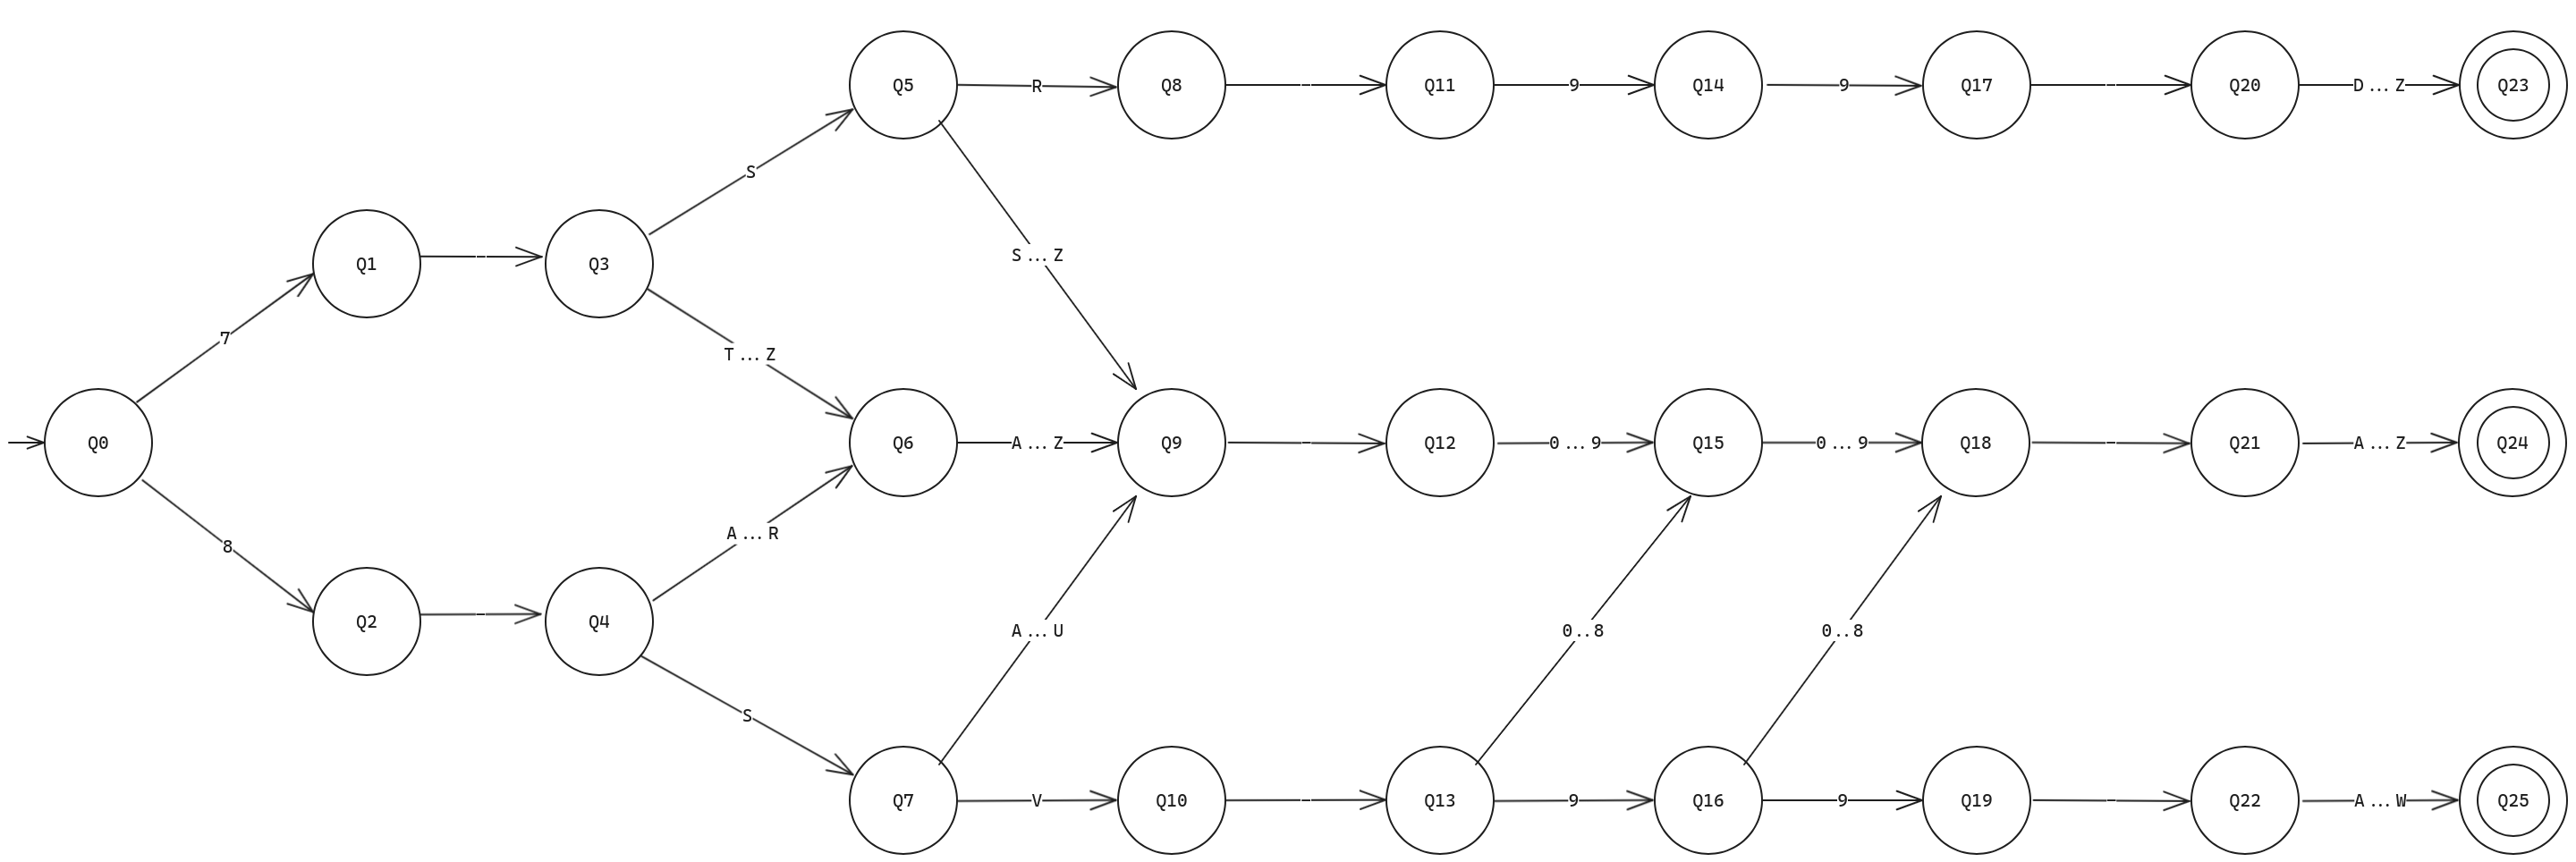 Q5 R Q8 – Q11 9 Q14 9 Q17 – Q20 D...Z Q23
S
S...Z
Q1 – Q3
7
T...Z
Q0 Q6 A...Z Q9 – Q12 0...9 Q15 0...9 Q18 – Q21 A...Z Q24
A...R
8
Q2 – Q4
A...U 0..8 0..8
S
Q7 V Q10 – Q13 9 Q16 9 Q19 – Q22 A...W Q25